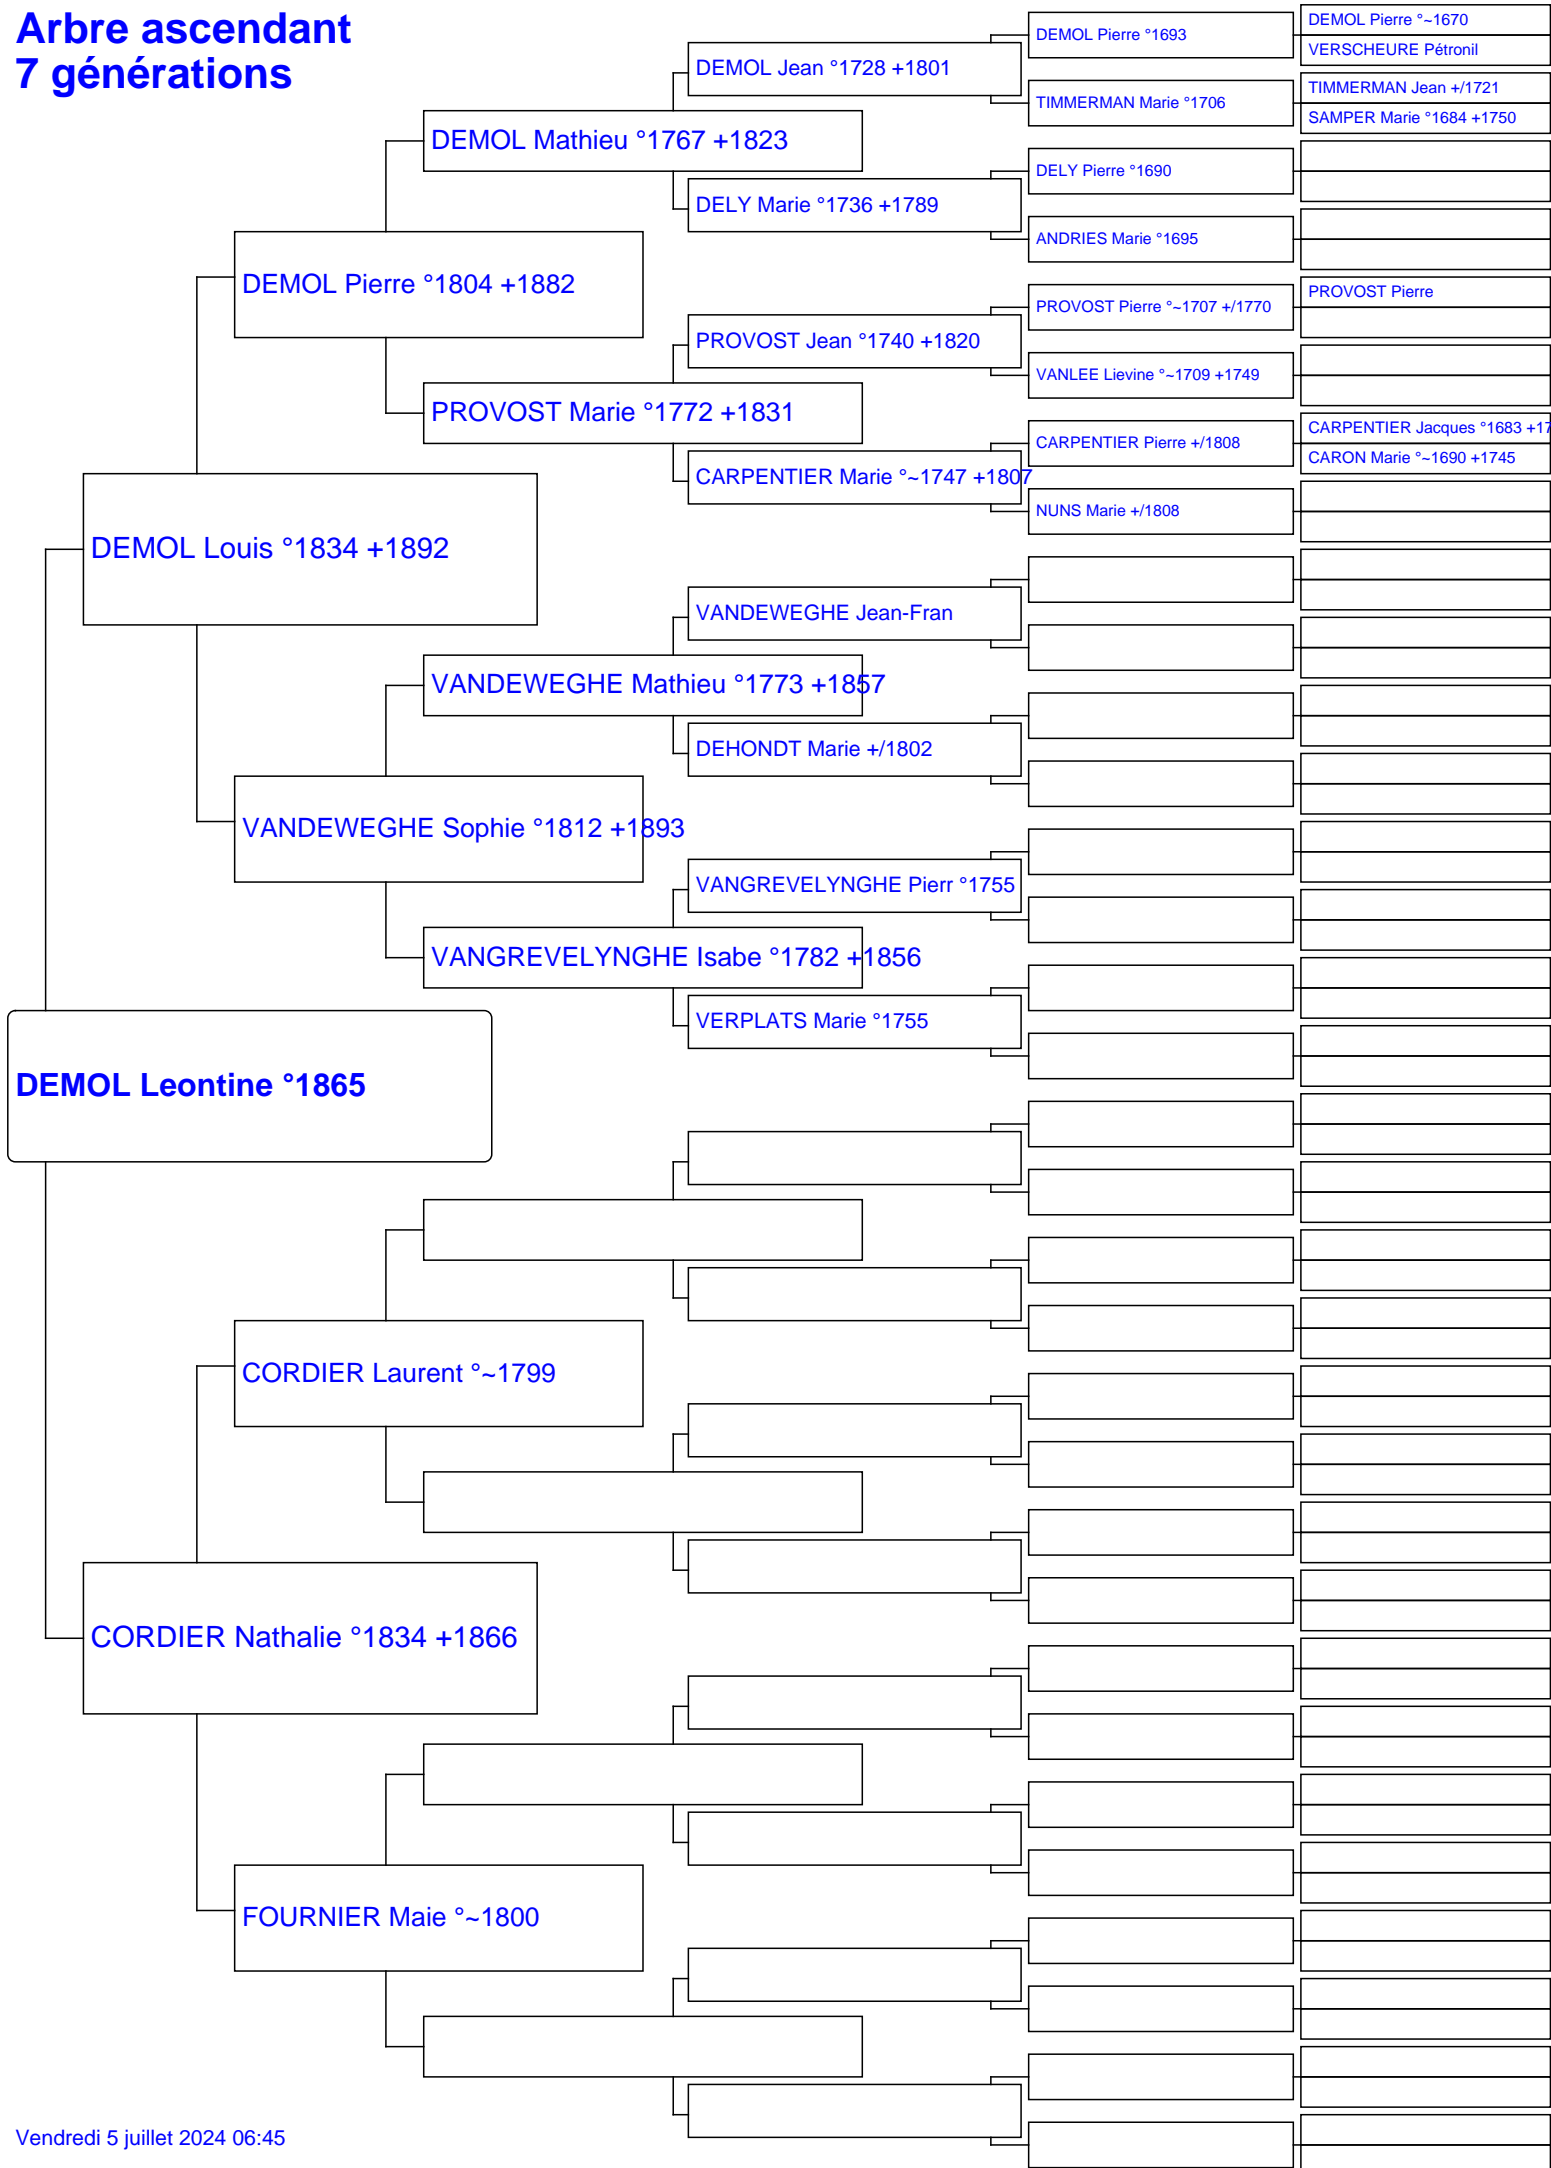 Arbre ascendant
7 générations
DEMOL Pierre °~1670
DEMOL Pierre °1693
VERSCHEURE Pétronil
DEMOL Jean °1728 +1801
TIMMERMAN Jean +/1721
TIMMERMAN Marie °1706
SAMPER Marie °1684 +1750
DEMOL Mathieu °1767 +1823
DELY Pierre °1690
DELY Marie °1736 +1789
ANDRIES Marie °1695
DEMOL Pierre °1804 +1882
PROVOST Pierre
PROVOST Pierre °~1707 +/1770
PROVOST Jean °1740 +1820
VANLEE Lievine °~1709 +1749
PROVOST Marie °1772 +1831
CARPENTIER Jacques °1683 +17
CARPENTIER Pierre +/1808
CARON Marie °~1690 +1745
CARPENTIER Marie °~1747 +1807
NUNS Marie +/1808
DEMOL Louis °1834 +1892
VANDEWEGHE Jean-Fran
VANDEWEGHE Mathieu °1773 +1857
DEHONDT Marie +/1802
VANDEWEGHE Sophie °1812 +1893
VANGREVELYNGHE Pierr °1755
VANGREVELYNGHE Isabe °1782 +1856
VERPLATS Marie °1755
DEMOL Leontine °1865
CORDIER Laurent °~1799
CORDIER Nathalie °1834 +1866
FOURNIER Maie °~1800
Vendredi 5 juillet 2024 06:45